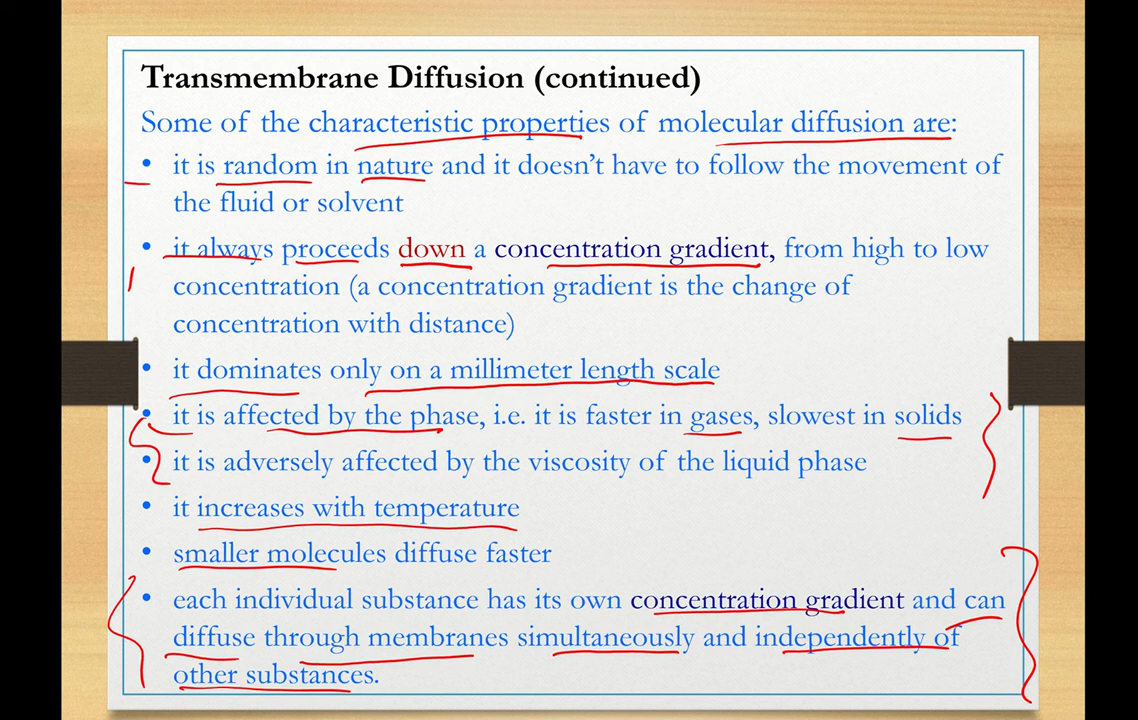 Transmembrane Diffusion (continued)
Some of the characteristic properties of molecular diffusion are:
• it is random in nature and it doesn't have to follow the movement of
the fluid or solvent
• it always proceeds down a concentration gradient, from high to low
concentration (a concentration gradient is the change of
concentration with distance)
• it dominates only on a millimeter length scale
• it is affected by the phase, i.e. it is faster in gases, slowest in solids
• it is adversely affected by the viscosity of the liquid phase
• it increases with temperature
• smaller molecules diffuse faster
• each individual substance has its own concentration gradient and can
diffuse through membranes simultaneously and independently of
other substances.